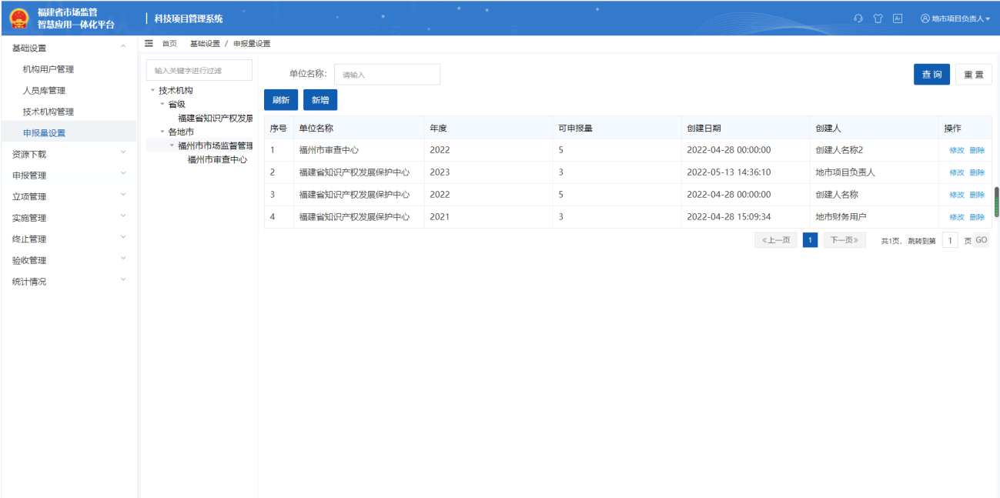 福建省市场监管
智慧应用一体化平台
科技项目管理系统
地市项目负责人
基础设置
机构用户管理
人员库管理
技术机构管理
申报量设置
资源下载
申报管理
立项管理
实施管理
终止管理
验收管理
统计情况
首页 基础设置 / 申报量设置
输入关键字进行过滤
技术机构
省级
福建省知识产权发展
各地市
福州市市场监督管理
福州市审查中心
单位名称: 请输入
查询 重置
刷新 新增
序号 单位名称 年度 可申报量 创建日期 创建人 操作
1 福州市审查中心 2022 5 2022-04-28 00:00:00 创建人名称2 修改 删除
2 福建省知识产权发展保护中心 2023 3 2022-05-13 14:36:10 地市项目负责人 修改 删除
3 福建省知识产权发展保护中心 2022 5 2022-04-28 00:00:00 创建人名称 修改 删除
4 福建省知识产权发展保护中心 2021 3 2022-04-28 15:09:34 地市财务用户 修改 删除
«上一页 1 下一页» 共1页, 跳转到第 1 页 GO